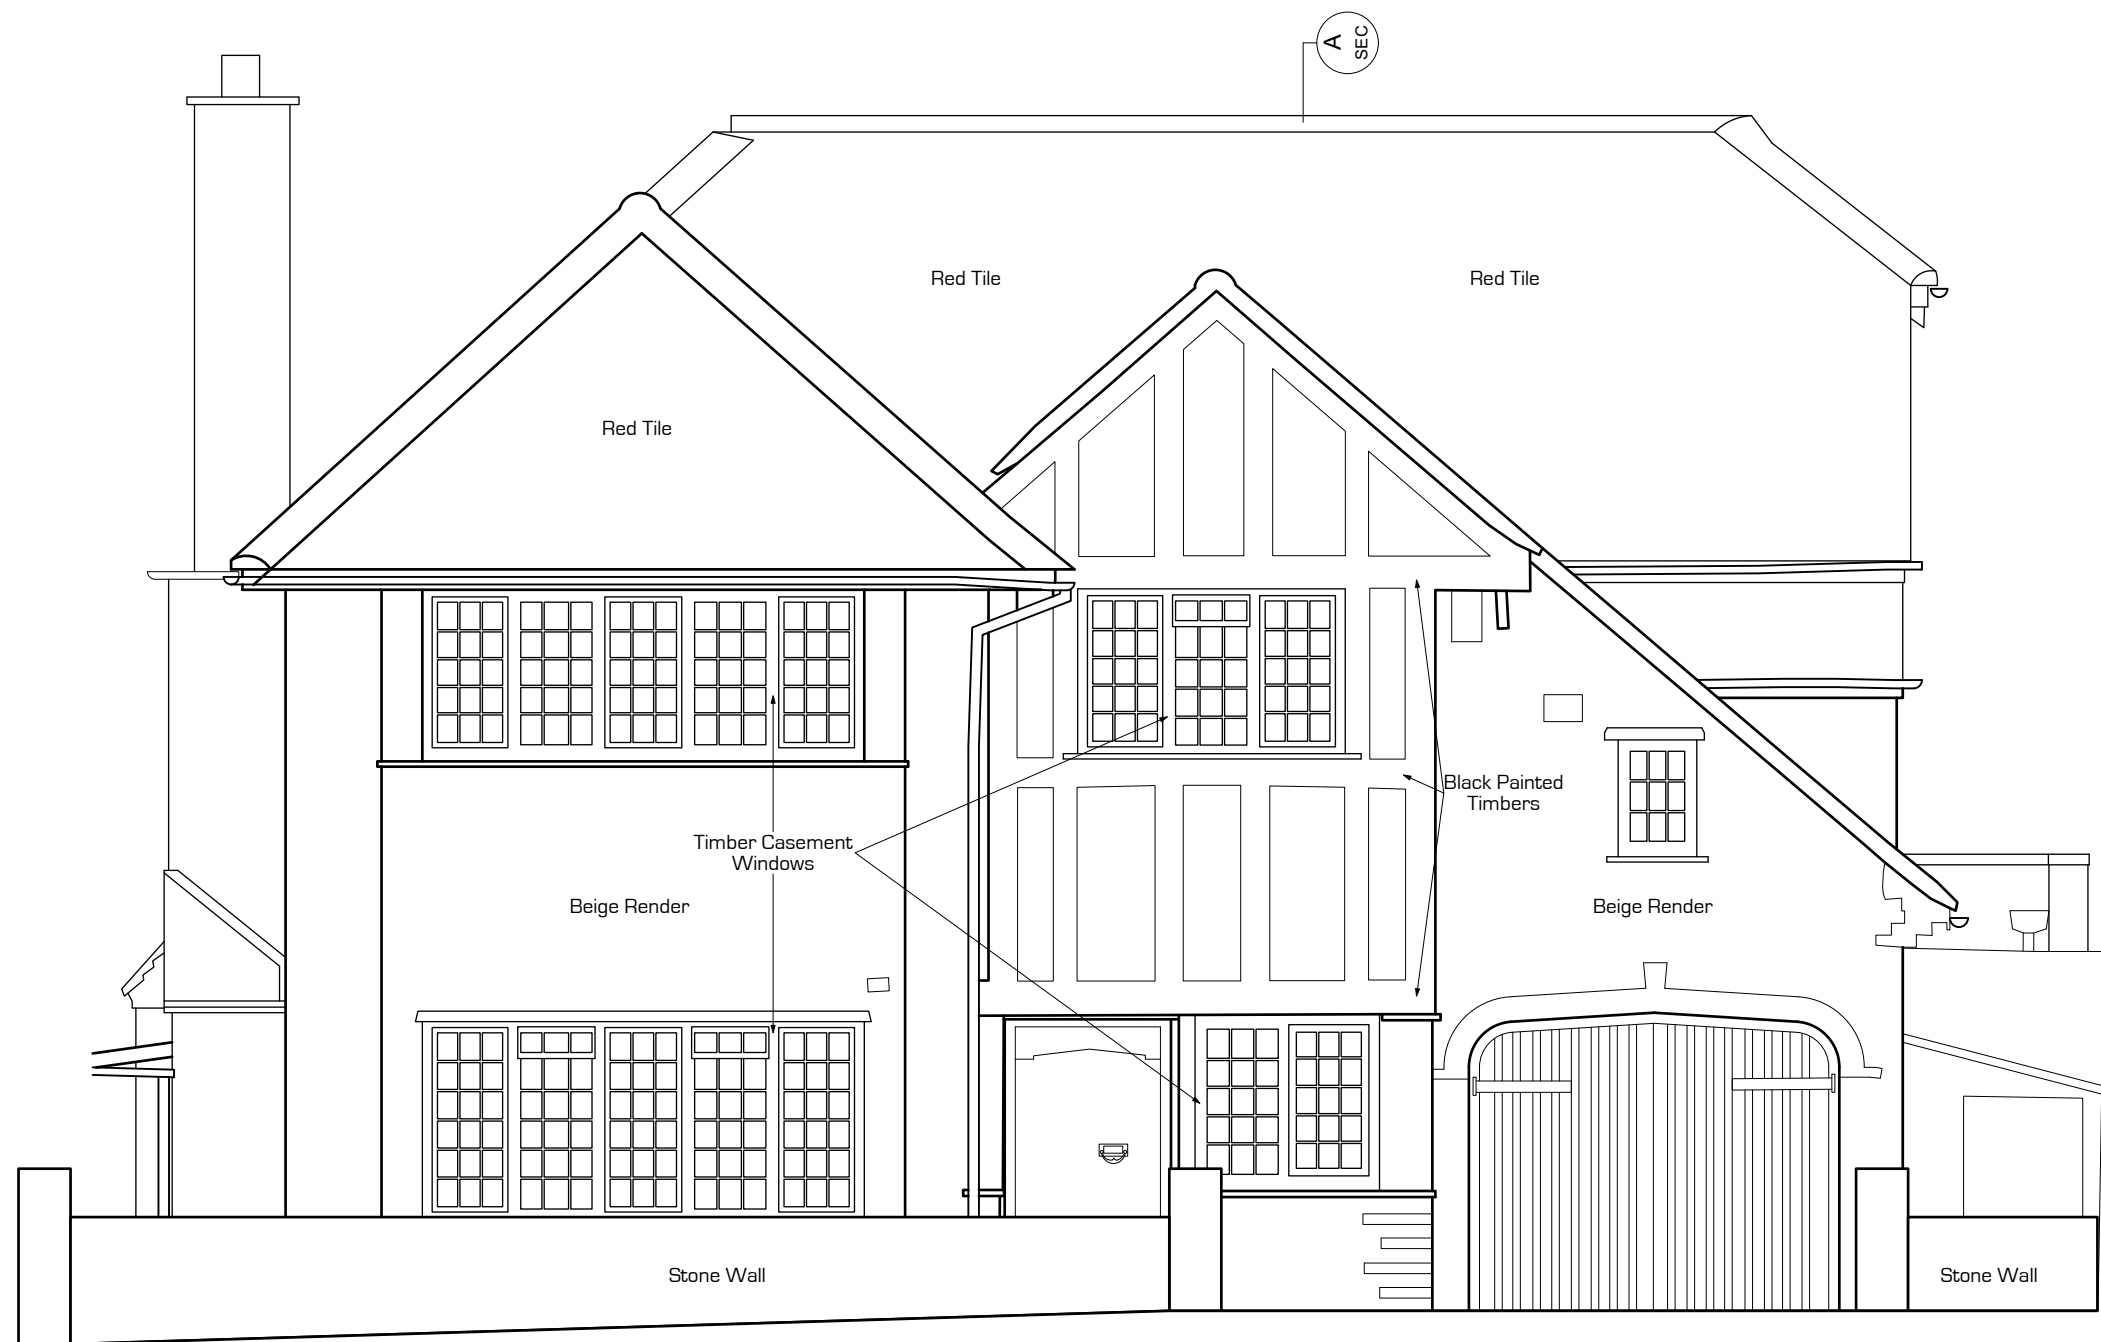 A
SEC
Red Tile
Red Tile
Red Tile
Black Painted
Timbers
Timber Casement
Windows
Beige Render
Beige Render
Stone Wall
Stone Wall